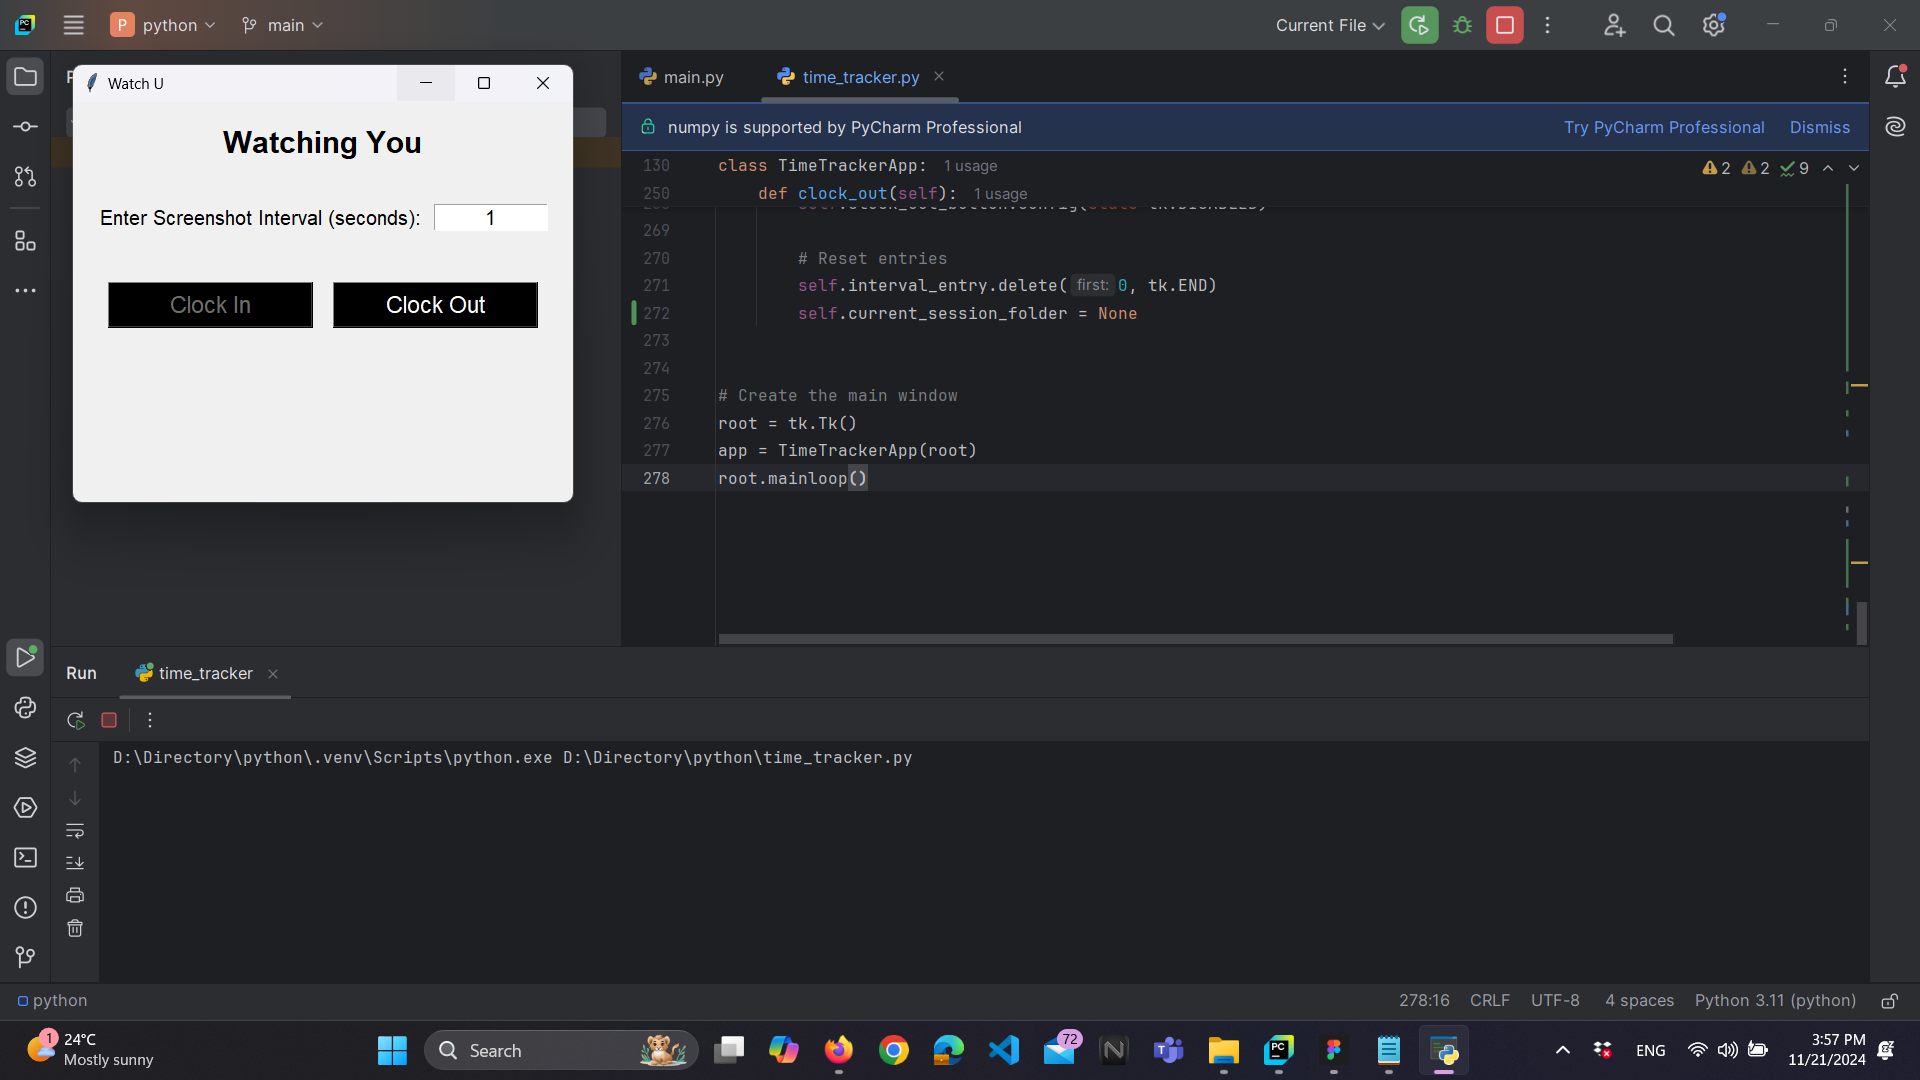 P python
main
Current File
Watch U
Watching You
Enter Screenshot Interval (seconds): 1
Clock In
Clock Out
main.py
time_tracker.py
numpy is supported by PyCharm Professional
Try PyCharm Professional
Dismiss
130 class TimeTrackerApp: 1 usage
2 2 9
250 def clock_out(self): 1 usage
269
270 # Reset entries
271 self.interval_entry.delete( first: 0, tk.END)
272 self.current_session_folder = None
273
274
275 # Create the main window
276 root = tk.Tk()
277 app = TimeTrackerApp(root)
278 root.mainloop()
Run
time_tracker
D:\Directory\python\.venv\Scripts\python.exe D:\Directory\python\time_tracker.py
python
278:16 CRLF UTF-8 4 spaces Python 3.11 (python)
1
24°C
Mostly sunny
Search
PC
72
ENG
3:57 PM
11/21/2024